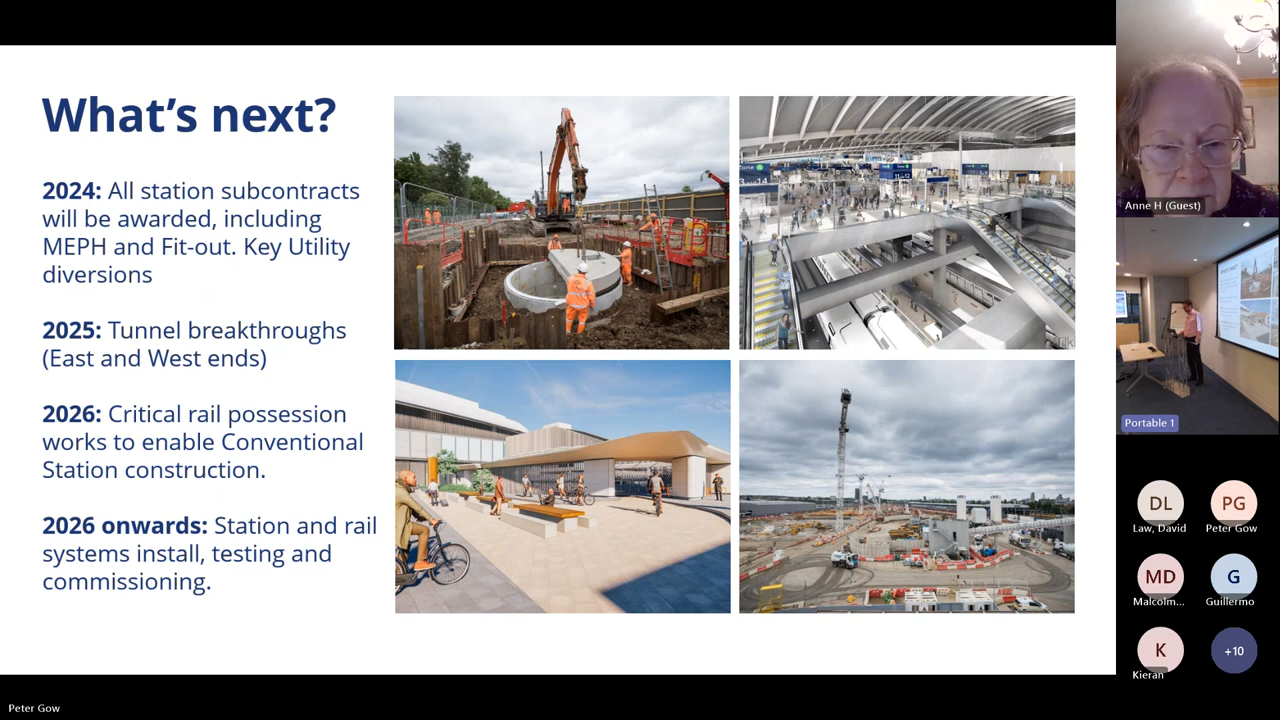 What's next?
2024: All station subcontracts
will be awarded, including
MEPH and Fit-out. Key Utility
diversions
2025: Tunnel breakthroughs
(East and West ends)
2026: Critical rail possession
works to enable Conventional
Station construction.
2026 onwards: Station and rail
systems install, testing and
commissioning.
Anne H (Guest)
Portable 1
DL
PG
Law, David
Peter Gow
MD
G
Malcolm...
Guillermo
K
+10
Kieran
Peter Gow